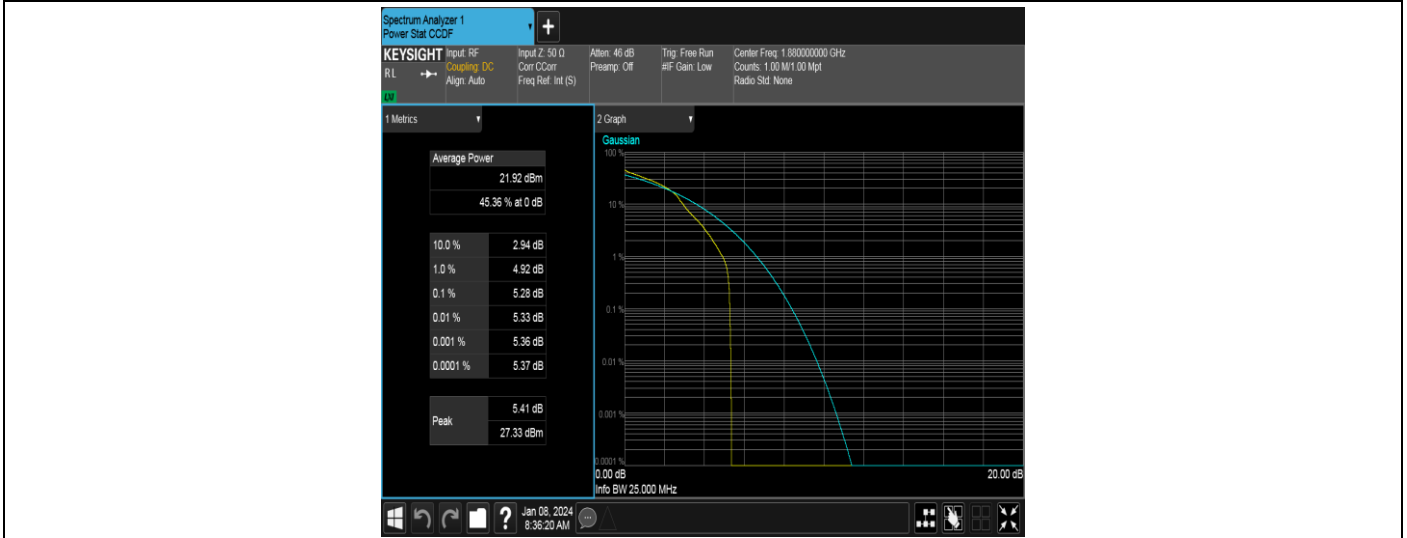 Spectrum Analyzer 1
Power Stat CCDF
+
KEYSIGHT
RL
Input: RF
Coupling: DC
Align: Auto
Input Z: 50 Ω
Corr CCorr
Freq Ref: Int (S)
Atten: 46 dB
Preamp: Off
Trig: Free Run
#IF Gain: Low
Center Freq: 1.880000000 GHz
Counts: 1.00 M/1.00 Mpt
Radio Std: None
1 Metrics
Average Power
21.92 dBm
45.36 % at 0 dB
10.0 % 2.94 dB
1.0 % 4.92 dB
0.1 % 5.28 dB
0.01 % 5.33 dB
0.001 % 5.36 dB
0.0001 % 5.37 dB
Peak
5.41 dB
27.33 dBm
2 Graph
Gaussian
100 %
10 %
1 %
0.1 %
0.01 %
0.001 %
0.0001 %
0.00 dB 20.00 dB
Info BW 25.000 MHz
?
Jan 08, 2024
8:36:20 AM